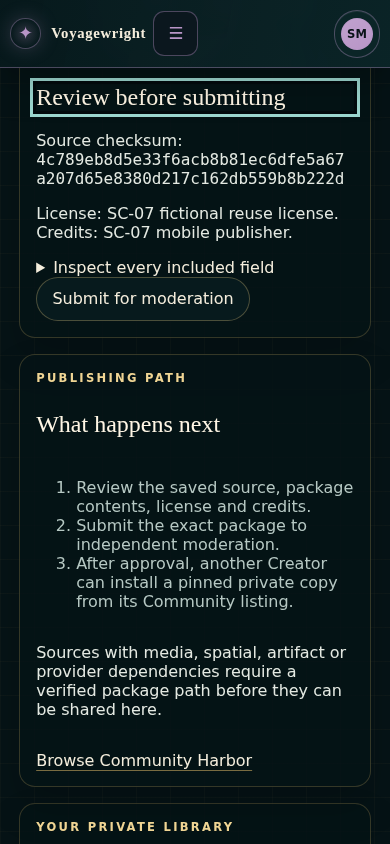 Voyagewright
SM
Review before submitting
Source checksum:
4c789eb8d5e33f6acb8b81ec6dfe5a67
a207d65e8380d217c162db559b8b222d
License: SC-07 fictional reuse license.
Credits: SC-07 mobile publisher.
Inspect every included field
Submit for moderation
PUBLISHING PATH
What happens next
1. Review the saved source, package
contents, license and credits.
2. Submit the exact package to
independent moderation.
3. After approval, another Creator
can install a pinned private copy
from its Community listing.
Sources with media, spatial, artifact or
provider dependencies require a
verified package path before they can
be shared here.
Browse Community Harbor
YOUR PRIVATE LIBRARY